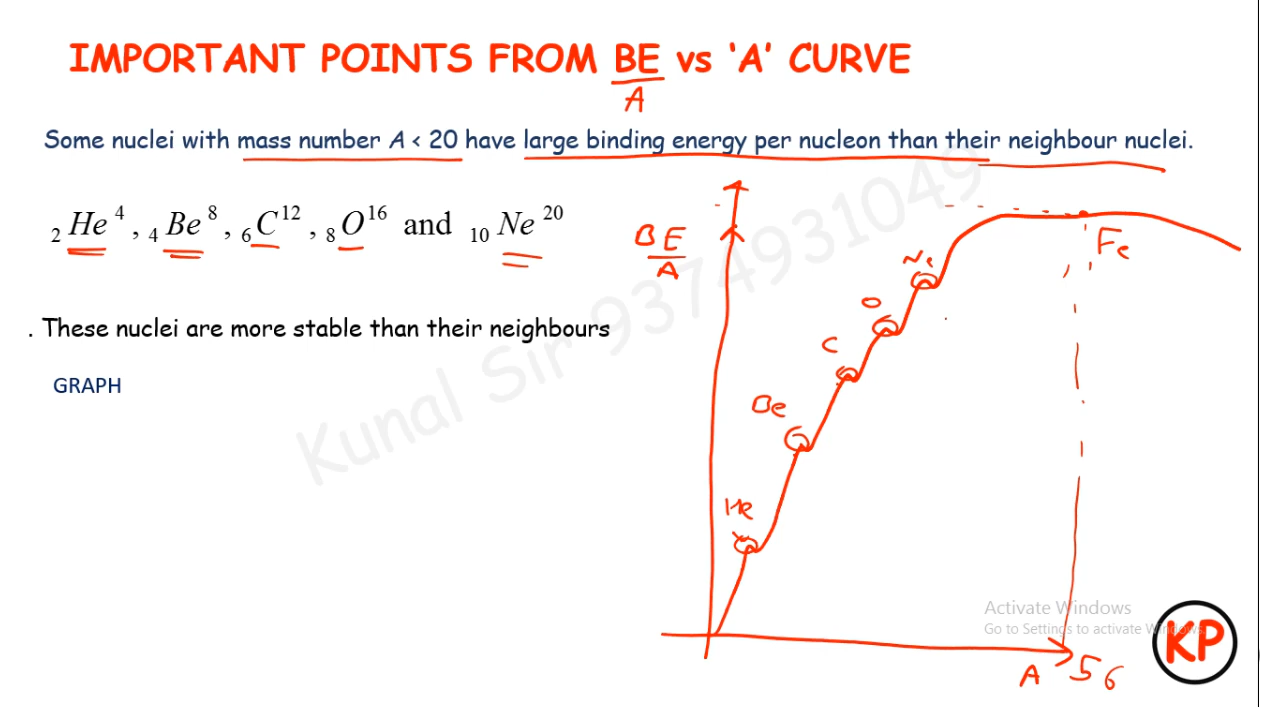 IMPORTANT POINTS FROM BE/A vs ‘A’ CURVE
Some nuclei with mass number A < 20 have large binding energy per nucleon than their neighbour nuclei.
₂He⁴, ₄Be⁸, ₆C¹², ₈O¹⁶ and ₁₀Ne²⁰
BE/A
Fe
Ne
O
. These nuclei are more stable than their neighbours
C
GRAPH
Be
Kunal Sir 9374931049
He
Activate Windows
Go to Settings to activate Windows.
KP
A 56